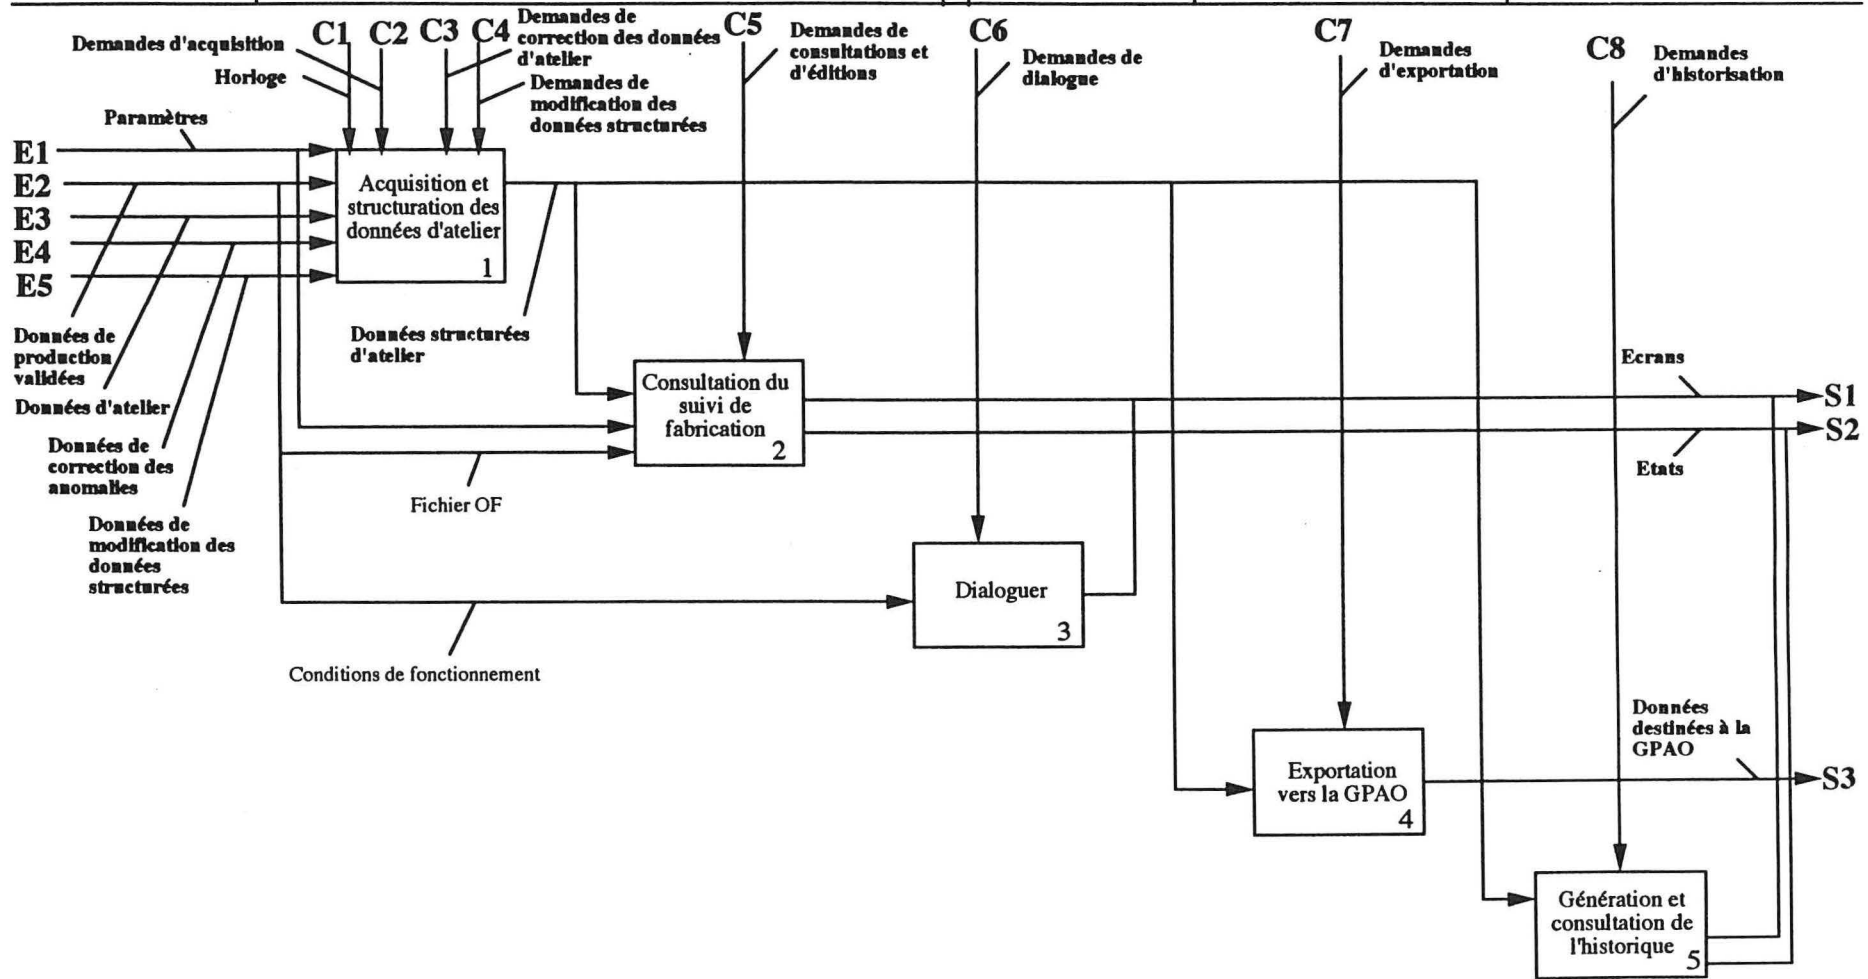 C1
C2
C3
C4
Demandes de
correction des données
d'atelier
C5
Demandes de
consultations et
d'éditions
C6
Demandes de
dialogue
C7
Demandes
d'exportation
C8
Demandes
d'historisation
Demandes d'acquisition
Horloge
Demandes de
modification des
données structurées
Paramètres
E1
E2
E3
E4
E5
Acquisition et
structuration des
données d'atelier
1
Données de
production
validées
Données d'atelier
Données de
correction des
anomalies
Données de
modification des
données
structurées
Données structurées
d'atelier
Consultation du
suivi de
fabrication
2
Fichier OF
Ecrans
S1
S2
Etats
Dialoguer
3
Conditions de fonctionnement
Données
destinées à la
GPAO
S3
Exportation
vers la GPAO
4
Génération et
consultation de
l'historique
5